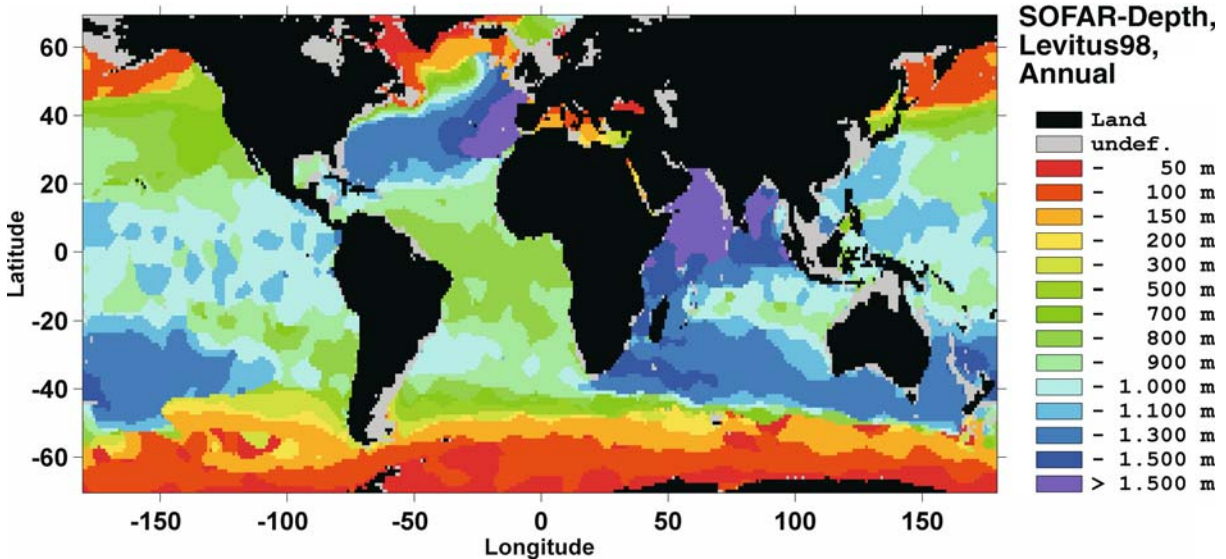 SOFAR-Depth,
Levitus98,
Annual
Land
undef.
- 50 m
- 100 m
- 150 m
- 200 m
- 300 m
- 500 m
- 700 m
- 800 m
- 900 m
- 1.000 m
- 1.100 m
- 1.300 m
- 1.500 m
> 1.500 m
Latitude
60
40
20
0
-20
-40
-60
-150
-100
-50
0
50
100
150
Longitude